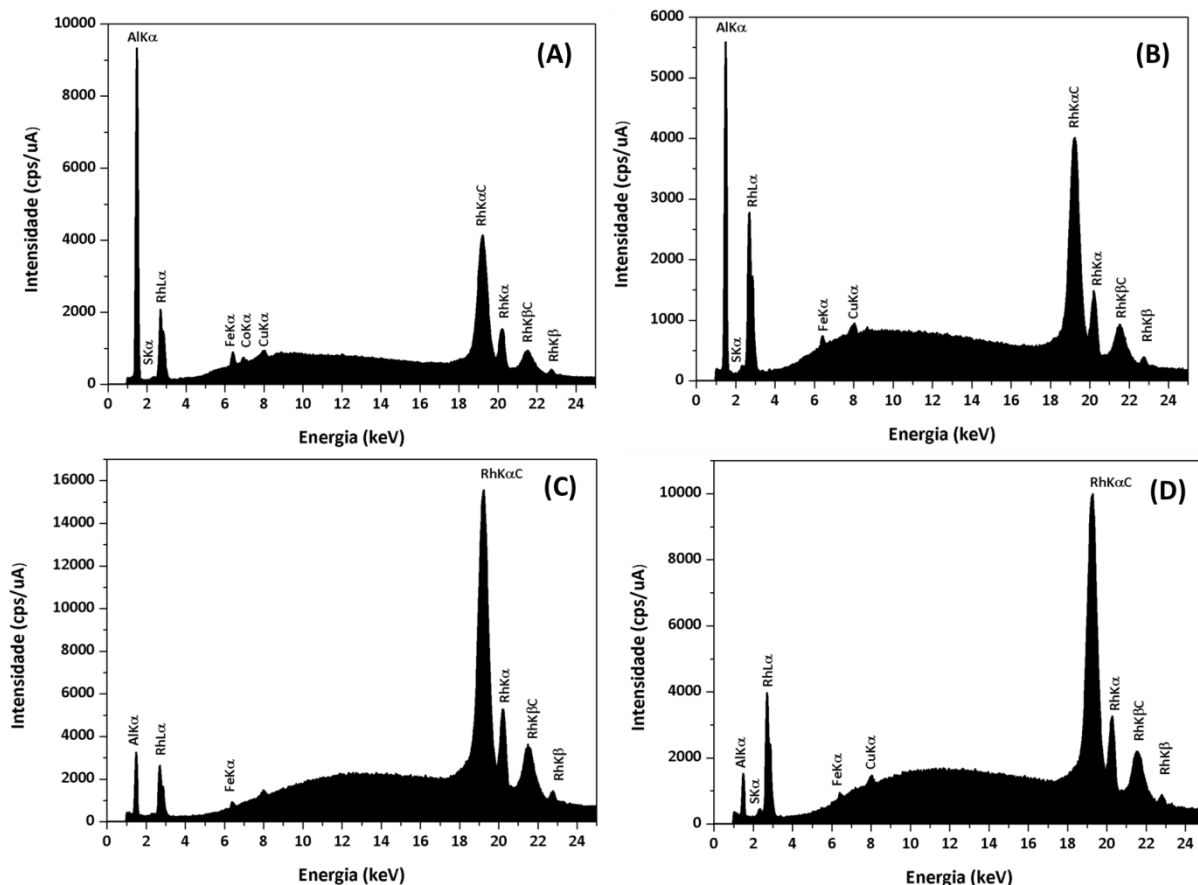 (A)
Intensidade (cps/uA)
10000
8000
6000
4000
2000
0
AlKα
SKα
RhLα
FeKα
CoKα
CuKα
RhKαC
RhKα
RhKβC
RhKβ
0 2 4 6 8 10 12 14 16 18 20 22 24
Energia (keV)
(B)
Intensidade (cps/uA)
6000
5000
4000
3000
2000
1000
0
AlKα
SKα
RhLα
FeKα
CuKα
RhKαC
RhKα
RhKβC
RhKβ
0 2 4 6 8 10 12 14 16 18 20 22 24
Energia (keV)
(C)
Intensidade (cps/uA)
16000
14000
12000
10000
8000
6000
4000
2000
0
AlKα
RhLα
FeKα
RhKαC
RhKα
RhKβC
RhKβ
0 2 4 6 8 10 12 14 16 18 20 22 24
Energia (keV)
(D)
Intensidade (cps/uA)
10000
8000
6000
4000
2000
0
AlKα
SKα
RhLα
FeKα
CuKα
RhKαC
RhKα
RhKβC
RhKβ
0 2 4 6 8 10 12 14 16 18 20 22 24
Energia (keV)